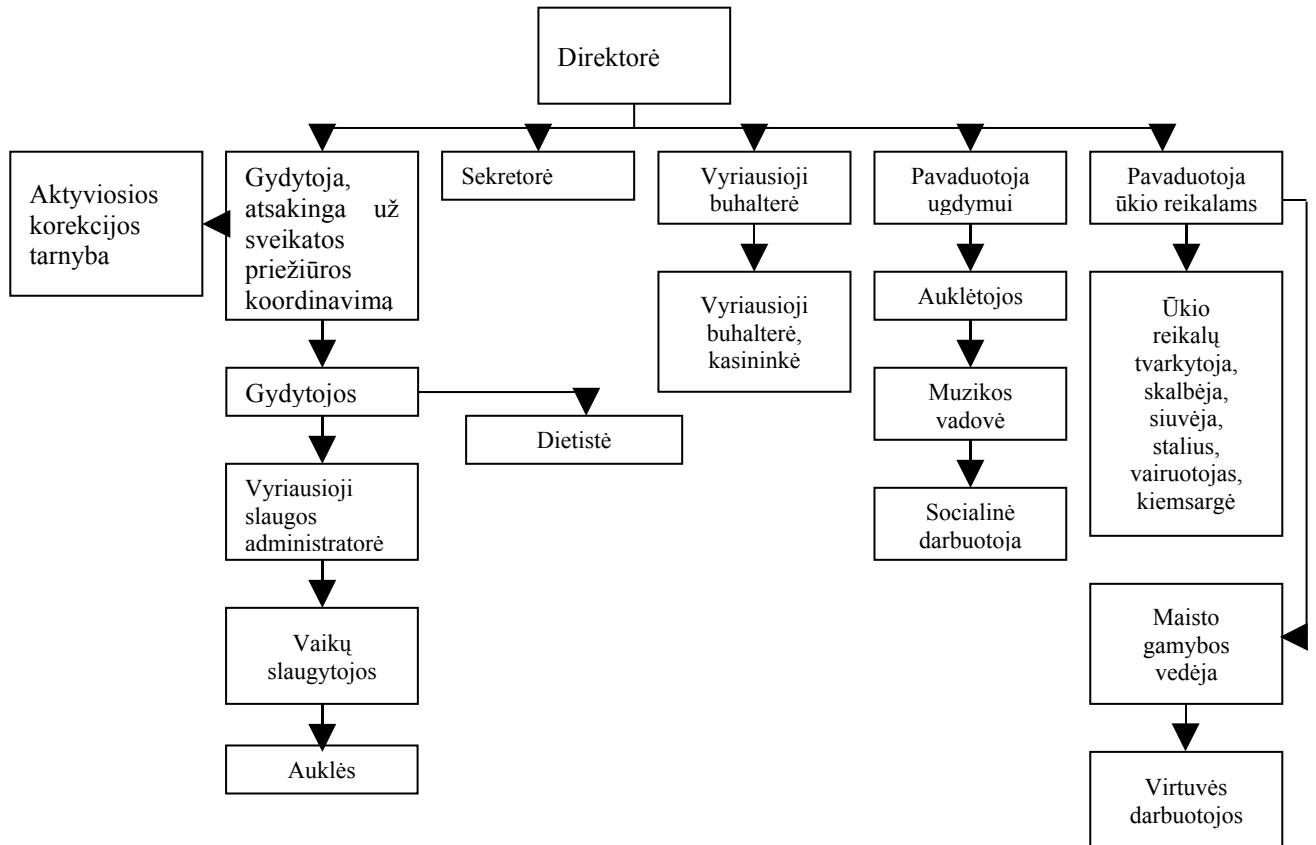 Direktorė
Aktyviosios
korekcijos
tarnyba
Gydytoja,
atsakinga už
sveikatos
priežiūros
koordinavimą
Sekretorė
Vyriausioji
buhalterė
Pavaduotoja
ugdymui
Pavaduotoja
ūkio reikalams
Vyriausioji
buhalterė,
kasininkė
Auklėtojos
Ūkio
reikalų
tvarkytoja,
skalbėja,
siuvėja,
stalius,
vairuotojas,
kiemsargė
Gydytojos
Dietistė
Muzikos
vadovė
Vyriausioji
slaugos
administratorė
Socialinė
darbuotoja
Vaikų
slaugytojos
Maisto
gamybos
vedėja
Auklės
Virtuvės
darbuotojos